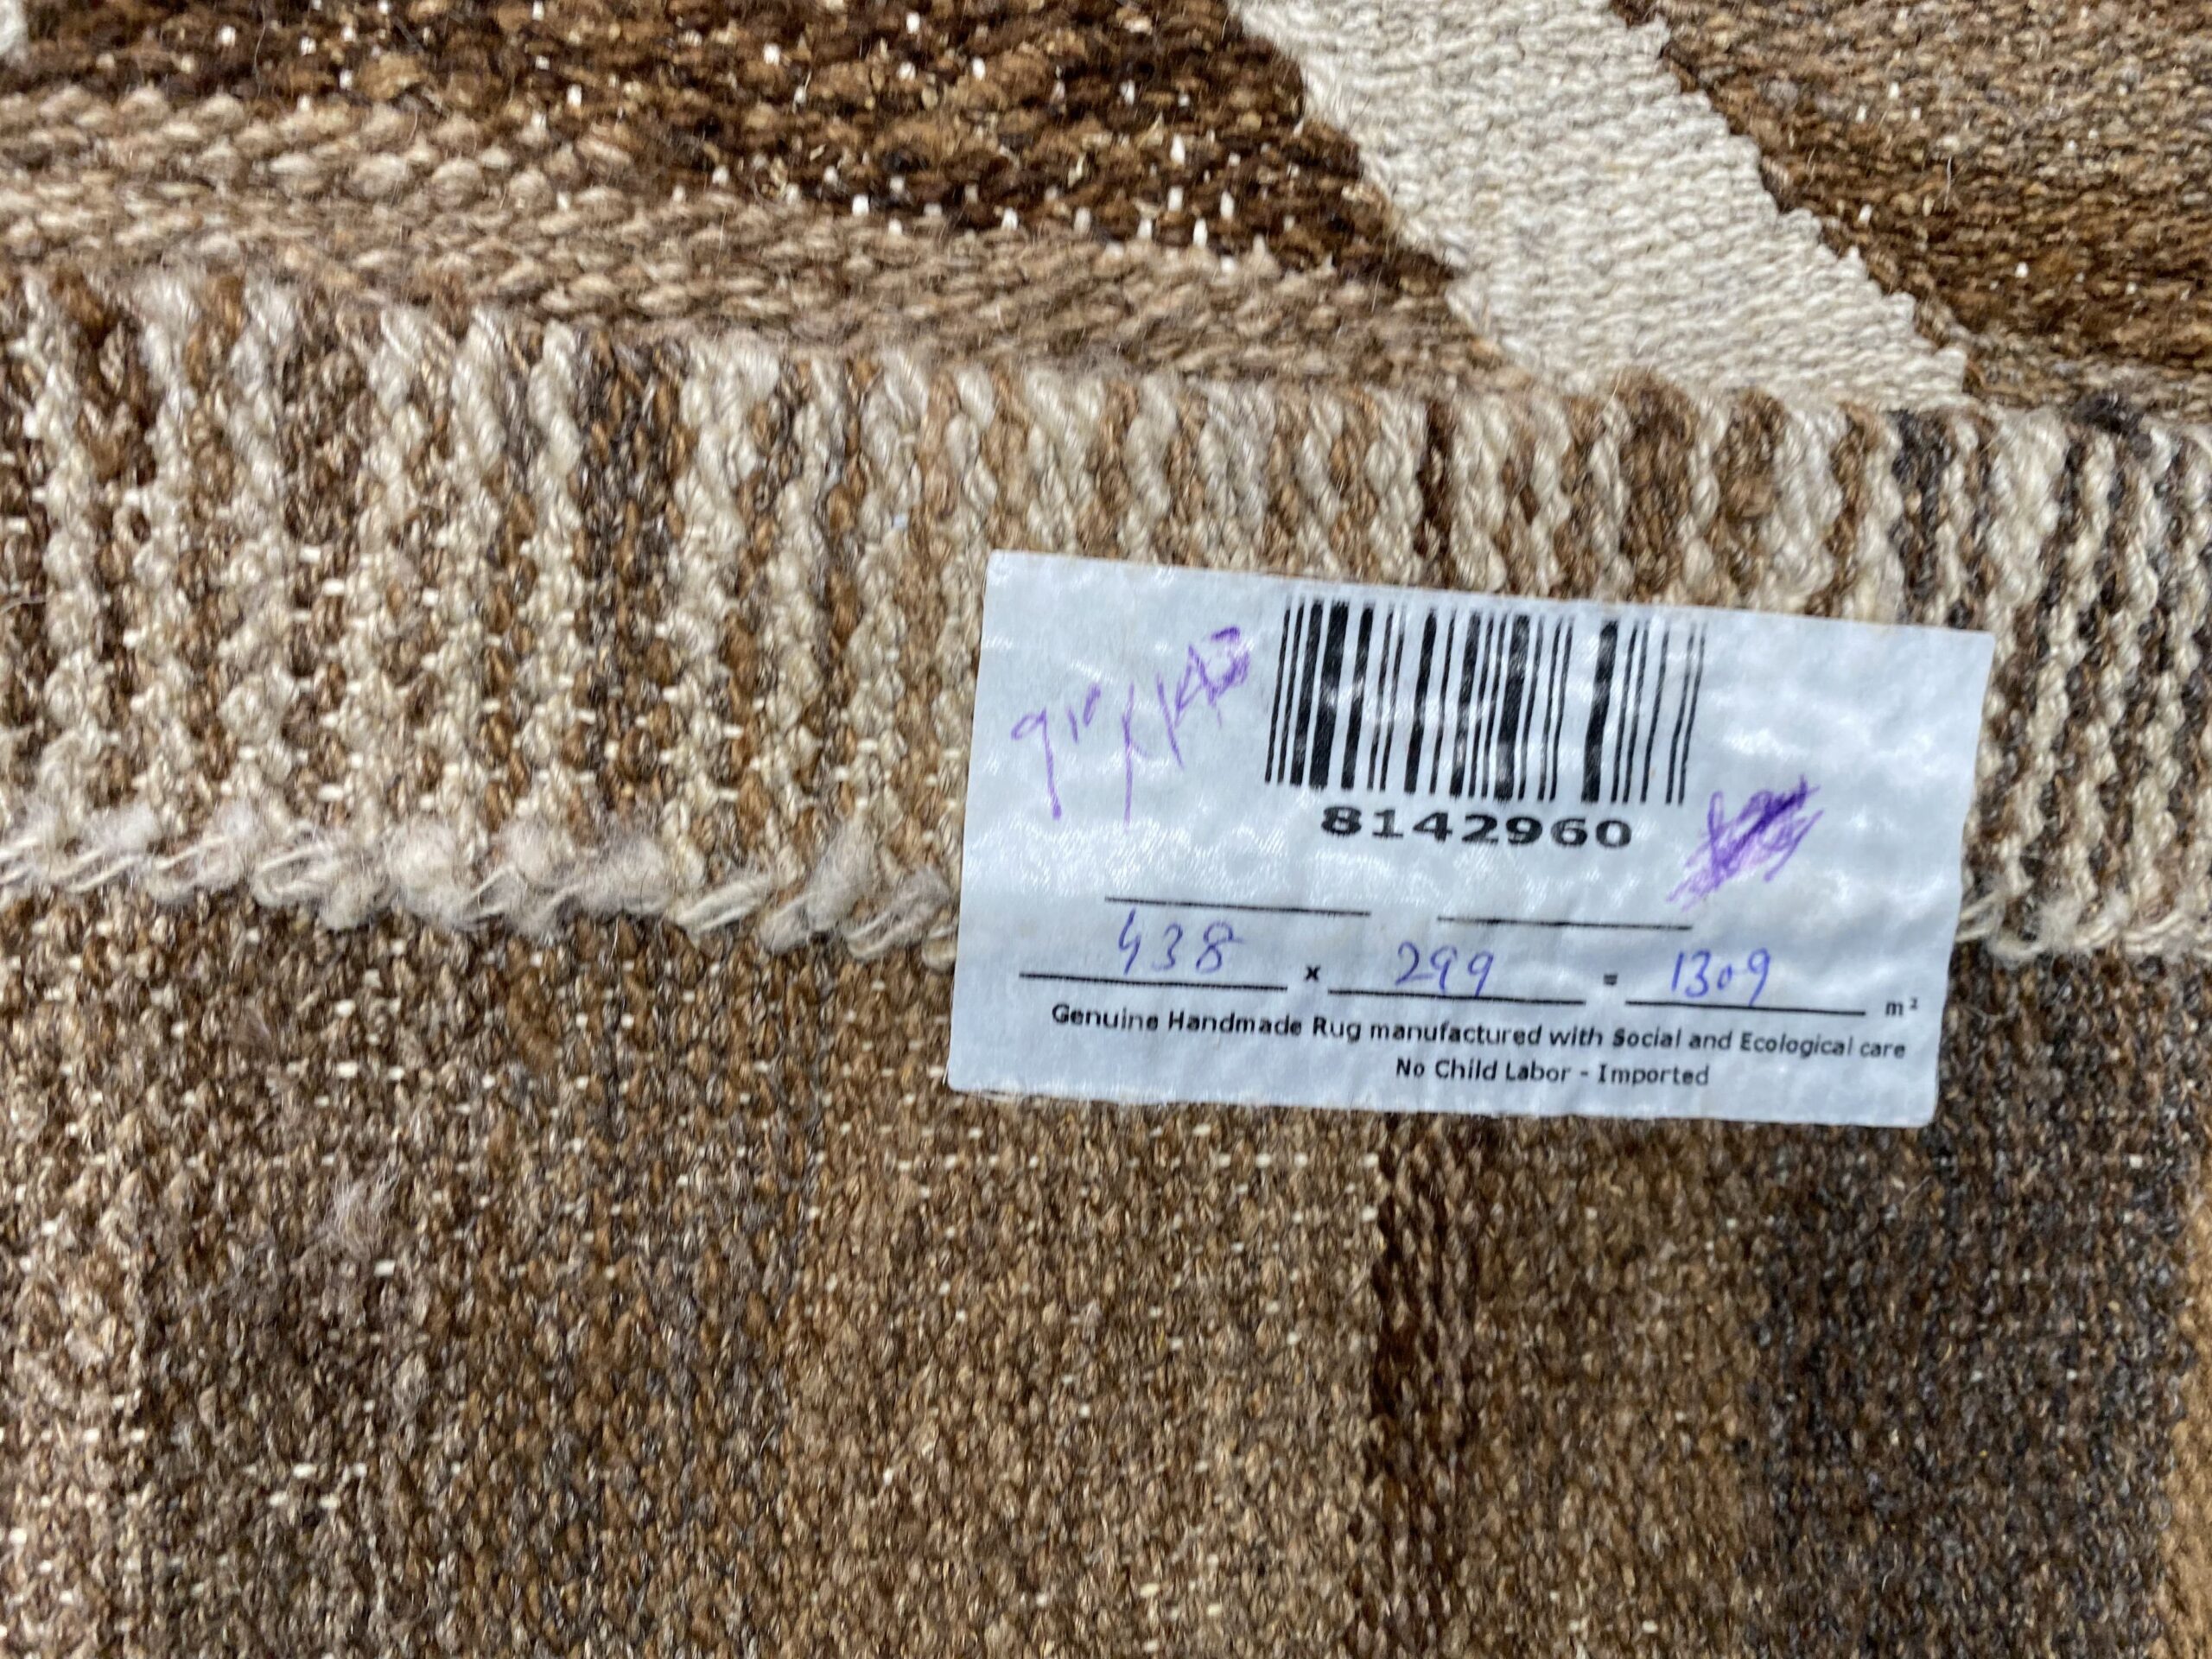 8142960
438 x 299 = 1309 m²
Genuine Handmade Rug manufactured with Social and Ecological care
No Child Labor - Imported